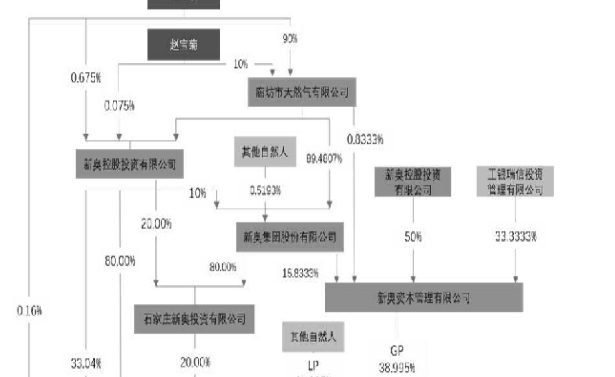 赵宝菊
90%
10%
0.675%
0.075%
廊坊市天然气有限公司
0.8333%
其他自然人
89.4807%
新奥控股投资有限公司
新奥控股投资
有限公司
工银瑞信投资
管理有限公司
10%
0.5193%
20.00%
新奥集团股份有限公司
50%
33.3333%
80.00%
80.00%
15.8333%
新奥资本管理有限公司
0.16%
石家庄新奥投资有限公司
其他自然人
GP
33.04%
20.00%
LP
38.995%